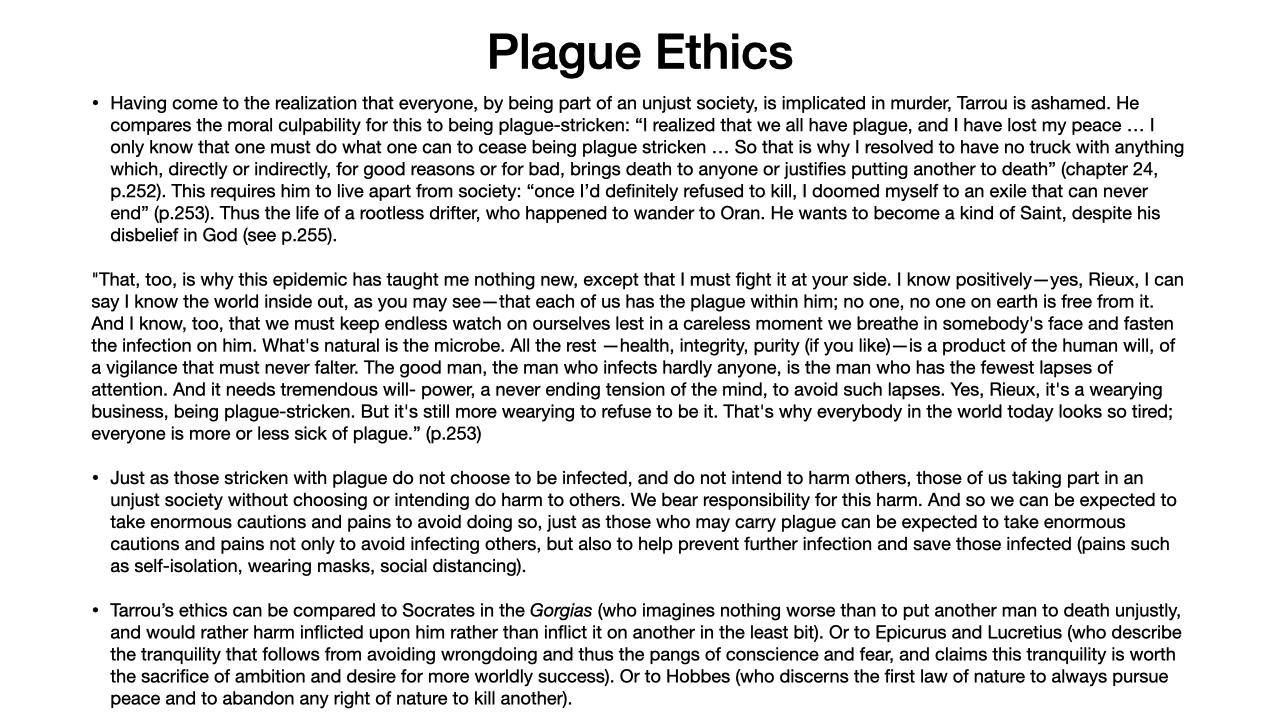 Plague Ethics
• Having come to the realization that everyone, by being part of an unjust society, is implicated in murder, Tarrou is ashamed. He
compares the moral culpability for this to being plague-stricken: “I realized that we all have plague, and I have lost my peace … I
only know that one must do what one can to cease being plague stricken … So that is why I resolved to have no truck with anything
which, directly or indirectly, for good reasons or for bad, brings death to anyone or justifies putting another to death” (chapter 24,
p.252). This requires him to live apart from society: “once I’d definitely refused to kill, I doomed myself to an exile that can never
end” (p.253). Thus the life of a rootless drifter, who happened to wander to Oran. He wants to become a kind of Saint, despite his
disbelief in God (see p.255).
"That, too, is why this epidemic has taught me nothing new, except that I must fight it at your side. I know positively—yes, Rieux, I can
say I know the world inside out, as you may see—that each of us has the plague within him; no one, no one on earth is free from it.
And I know, too, that we must keep endless watch on ourselves lest in a careless moment we breathe in somebody's face and fasten
the infection on him. What's natural is the microbe. All the rest —health, integrity, purity (if you like)—is a product of the human will, of
a vigilance that must never falter. The good man, the man who infects hardly anyone, is the man who has the fewest lapses of
attention. And it needs tremendous will- power, a never ending tension of the mind, to avoid such lapses. Yes, Rieux, it's a wearying
business, being plague-stricken. But it's still more wearying to refuse to be it. That's why everybody in the world today looks so tired;
everyone is more or less sick of plague.” (p.253)
• Just as those stricken with plague do not choose to be infected, and do not intend to harm others, those of us taking part in an
unjust society without choosing or intending do harm to others. We bear responsibility for this harm. And so we can be expected to
take enormous cautions and pains to avoid doing so, just as those who may carry plague can be expected to take enormous
cautions and pains not only to avoid infecting others, but also to help prevent further infection and save those infected (pains such
as self-isolation, wearing masks, social distancing).
• Tarrou’s ethics can be compared to Socrates in the Gorgias (who imagines nothing worse than to put another man to death unjustly,
and would rather harm inflicted upon him rather than inflict it on another in the least bit). Or to Epicurus and Lucretius (who describe
the tranquility that follows from avoiding wrongdoing and thus the pangs of conscience and fear, and claims this tranquility is worth
the sacrifice of ambition and desire for more worldly success). Or to Hobbes (who discerns the first law of nature to always pursue
peace and to abandon any right of nature to kill another).